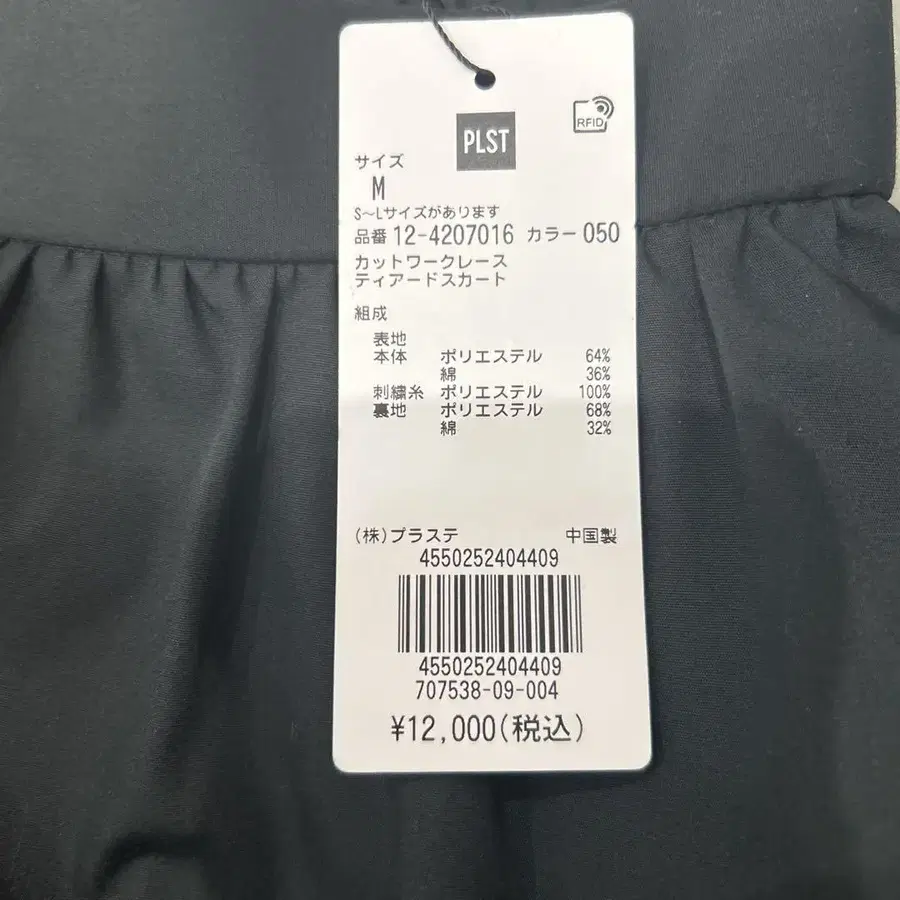 PLST
RFID
サイズ
M
S~Lサイズがあります
品番 12-4207016 カラー 050
カットワークレース
ティアードスカート
組成
表地
本体 ポリエステル 64%
綿 36%
刺繍糸 ポリエステル 100%
裏地 ポリエステル 68%
綿 32%
(株)プラステ 中国製
4550252404409
4550252404409
707538-09-004
¥12,000(税込)